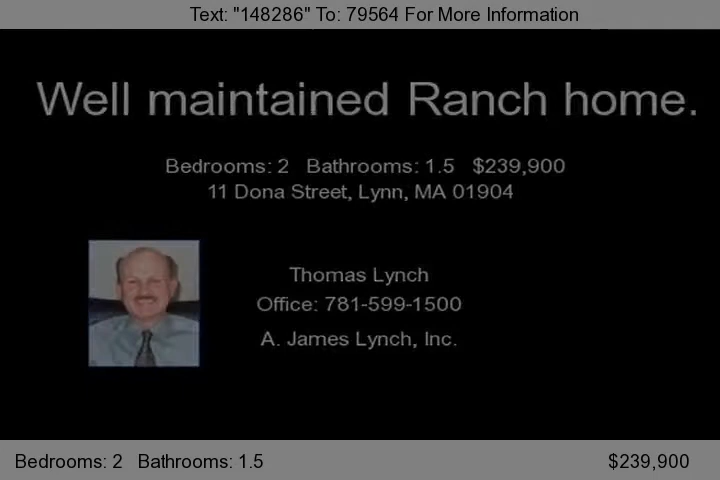 Text: "148286" To: 79564 For More Information
Well maintained Ranch home.
Bedrooms: 2 Bathrooms: 1.5 $239,900
11 Dona Street, Lynn, MA 01904
Thomas Lynch
Office: 781-599-1500
A. James Lynch, Inc.
Bedrooms: 2 Bathrooms: 1.5 $239,900